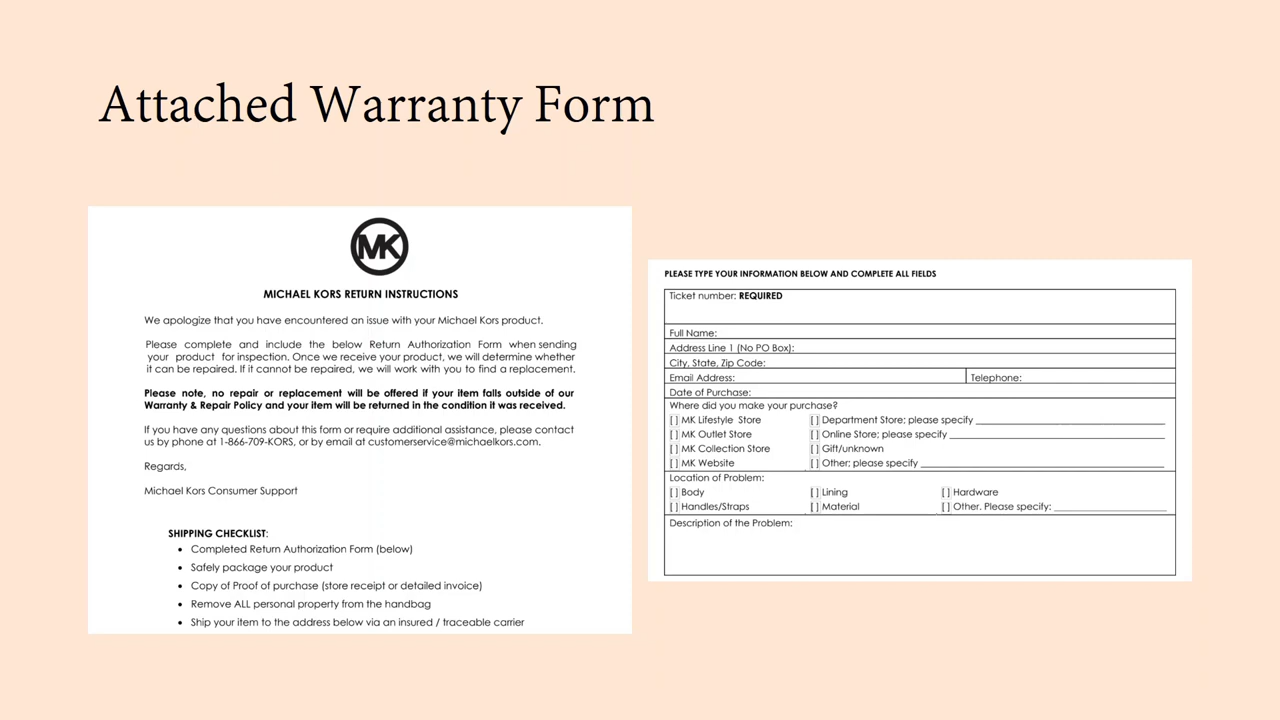 Attached Warranty Form
MK
MICHAEL KORS RETURN INSTRUCTIONS
We apologize that you have encountered an issue with your Michael Kors product.
Please complete and include the below Return Authorization Form when sending
your product for inspection. Once we receive your product, we will determine whether
it can be repaired. If it cannot be repaired, we will work with you to find a replacement.
Please note, no repair or replacement will be offered if your item falls outside of our
Warranty & Repair Policy and your item will be returned in the condition it was received.
If you have any questions about this form or require additional assistance, please contact
us by phone at 1-866-709-KORS, or by email at customerservice@michaelkors.com.
Regards,
Michael Kors Consumer Support
SHIPPING CHECKLIST:
• Completed Return Authorization Form (below)
• Safely package your product
• Copy of Proof of purchase (store receipt or detailed invoice)
• Remove ALL personal property from the handbag
• Ship your item to the address below via an insured / traceable carrier
PLEASE TYPE YOUR INFORMATION BELOW AND COMPLETE ALL FIELDS
Ticket number: REQUIRED
Full Name:
Address Line 1 (No PO Box):
City, State, Zip Code:
Email Address: Telephone:
Date of Purchase:
Where did you make your purchase?
[ ] MK Lifestyle Store [ ] Department Store; please specify ____
[ ] MK Outlet Store [ ] Online Store; please specify ____
[ ] MK Collection Store [ ] Gift/unknown
[ ] MK Website [ ] Other; please specify ____
Location of Problem:
[ ] Body [ ] Lining [ ] Hardware
[ ] Handles/Straps [ ] Material [ ] Other. Please specify: ____
Description of the Problem: